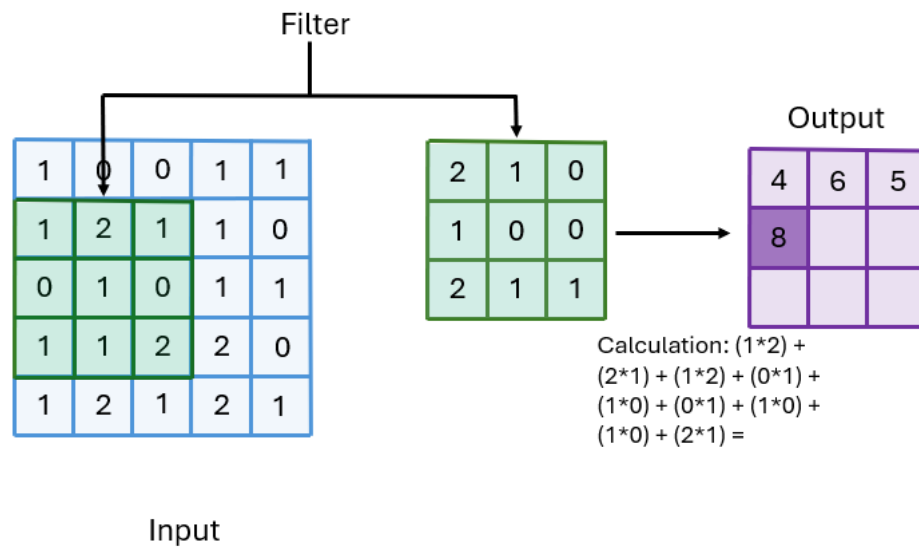 Filter
Output
1 0 0 1 1
1 2 1 1 0
0 1 0 1 1
1 1 2 2 0
1 2 1 2 1
2 1 0
1 0 0
2 1 1
4 6 5
8
Calculation: (1*2) +
(2*1) + (1*2) + (0*1) +
(1*0) + (0*1) + (1*0) +
(1*0) + (2*1) =
Input